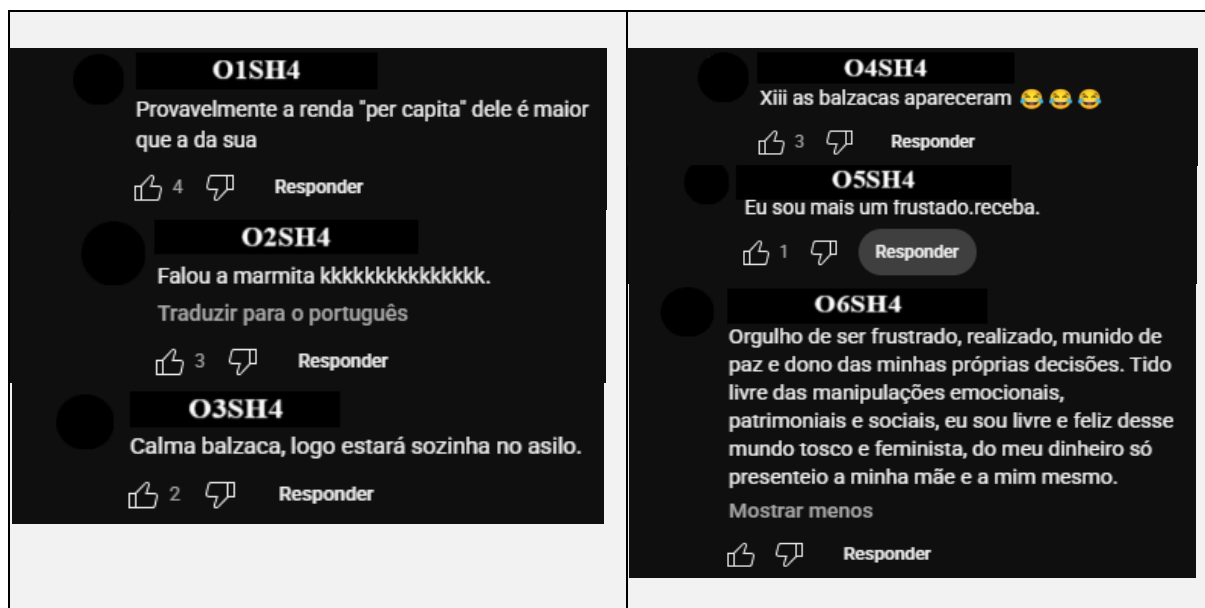 O1SH4
Provavelmente a renda "per capita" dele é maior
que a da sua
4 Responder
O2SH4
Falou a marmita kkkkkkkkkkkkkkk.
Traduzir para o português
3 Responder
O3SH4
Calma balzaca, logo estará sozinha no asilo.
2 Responder
O4SH4
Xiii as balzacas apareceram 😂 😂 😂
3 Responder
O5SH4
Eu sou mais um frustado.receba.
1 Responder
O6SH4
Orgulho de ser frustrado, realizado, munido de
paz e dono das minhas próprias decisões. Tido
livre das manipulações emocionais,
patrimoniais e sociais, eu sou livre e feliz desse
mundo tosco e feminista, do meu dinheiro só
presenteio a minha mãe e a mim mesmo.
Mostrar menos
Responder